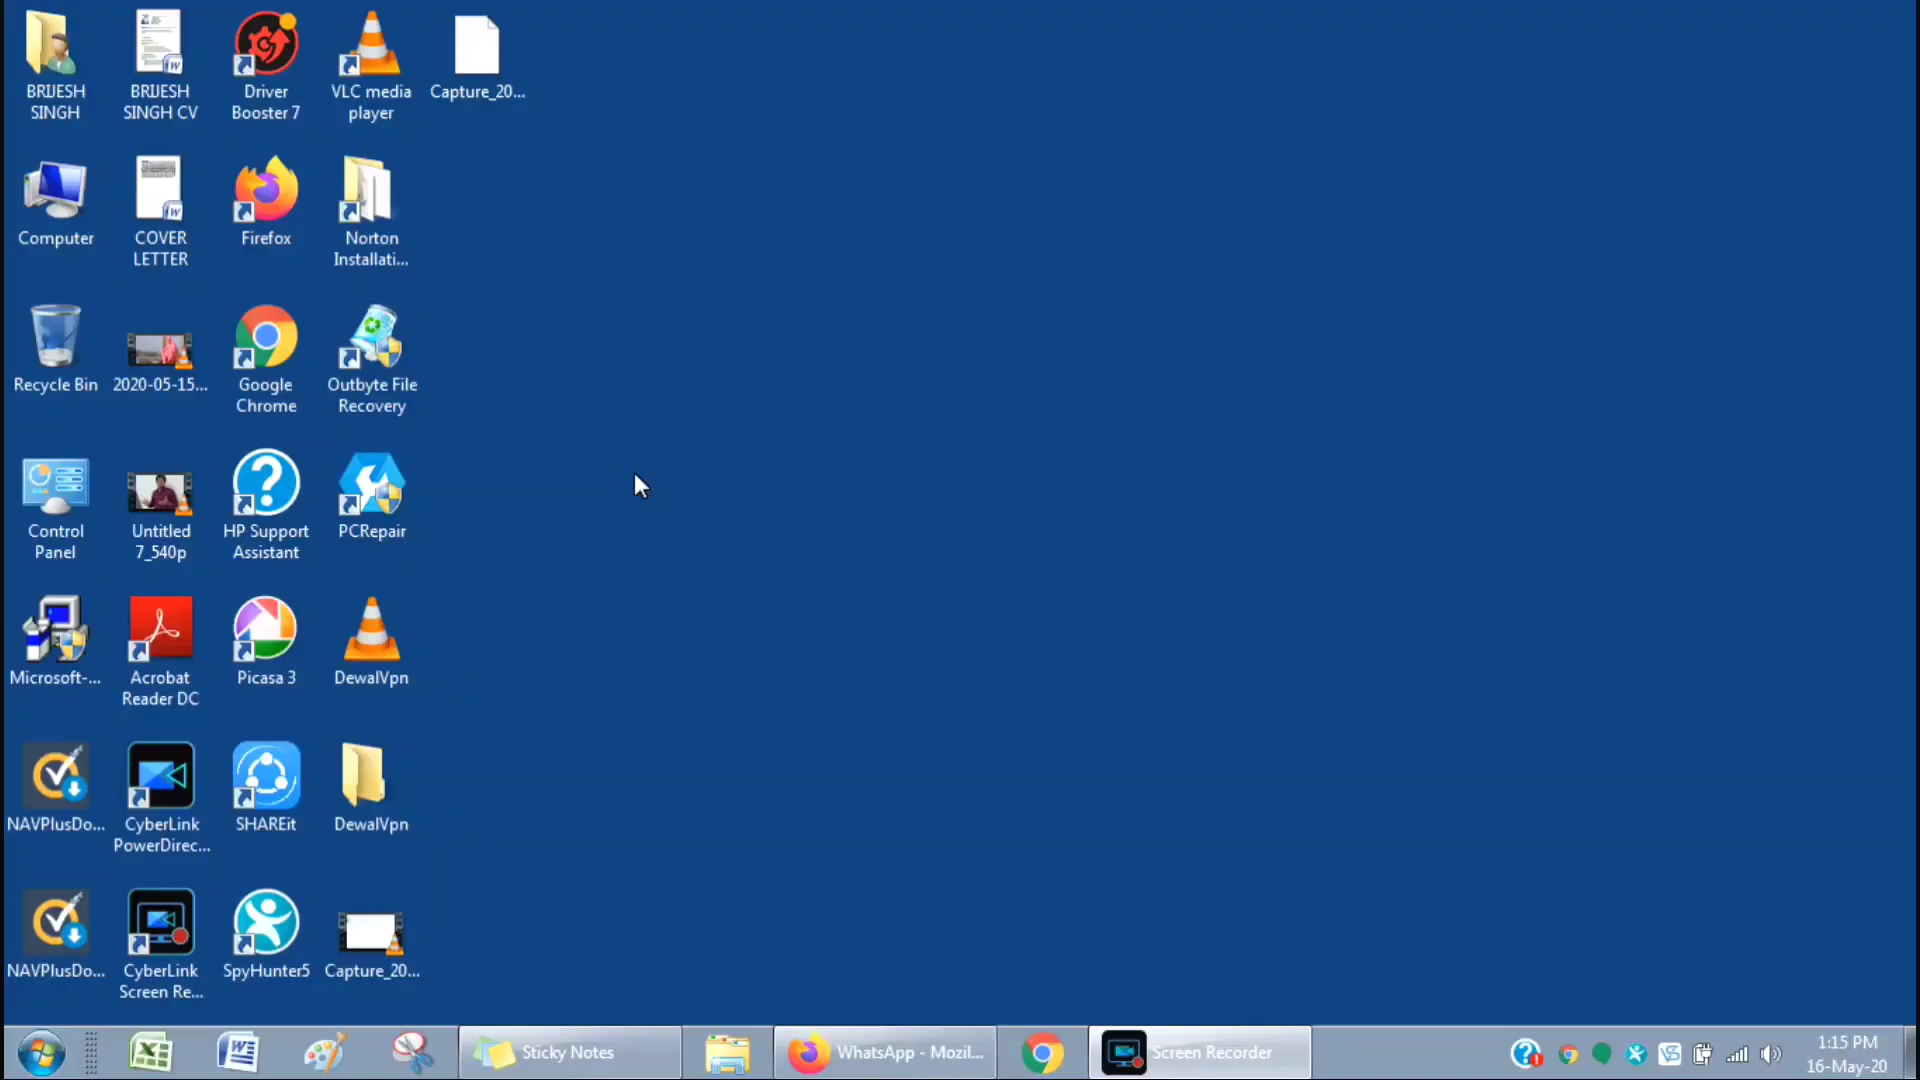 BRIJESH
SINGH
BRIJESH
SINGH CV
Driver
Booster 7
VLC media
player
Capture_20...
Computer
COVER
LETTER
Firefox
Norton
Installati...
Recycle Bin
2020-05-15...
Google
Chrome
Outbyte File
Recovery
Control
Panel
Untitled
7_540p
HP Support
Assistant
PCRepair
Microsoft-...
Acrobat
Reader DC
Picasa 3
DewalVpn
NAVPlusDo...
CyberLink
PowerDirec...
SHAREit
DewalVpn
NAVPlusDo...
CyberLink
Screen Re...
SpyHunter5
Capture_20...
Sticky Notes
WhatsApp - Mozil...
Screen Recorder
1:15 PM
16-May-20